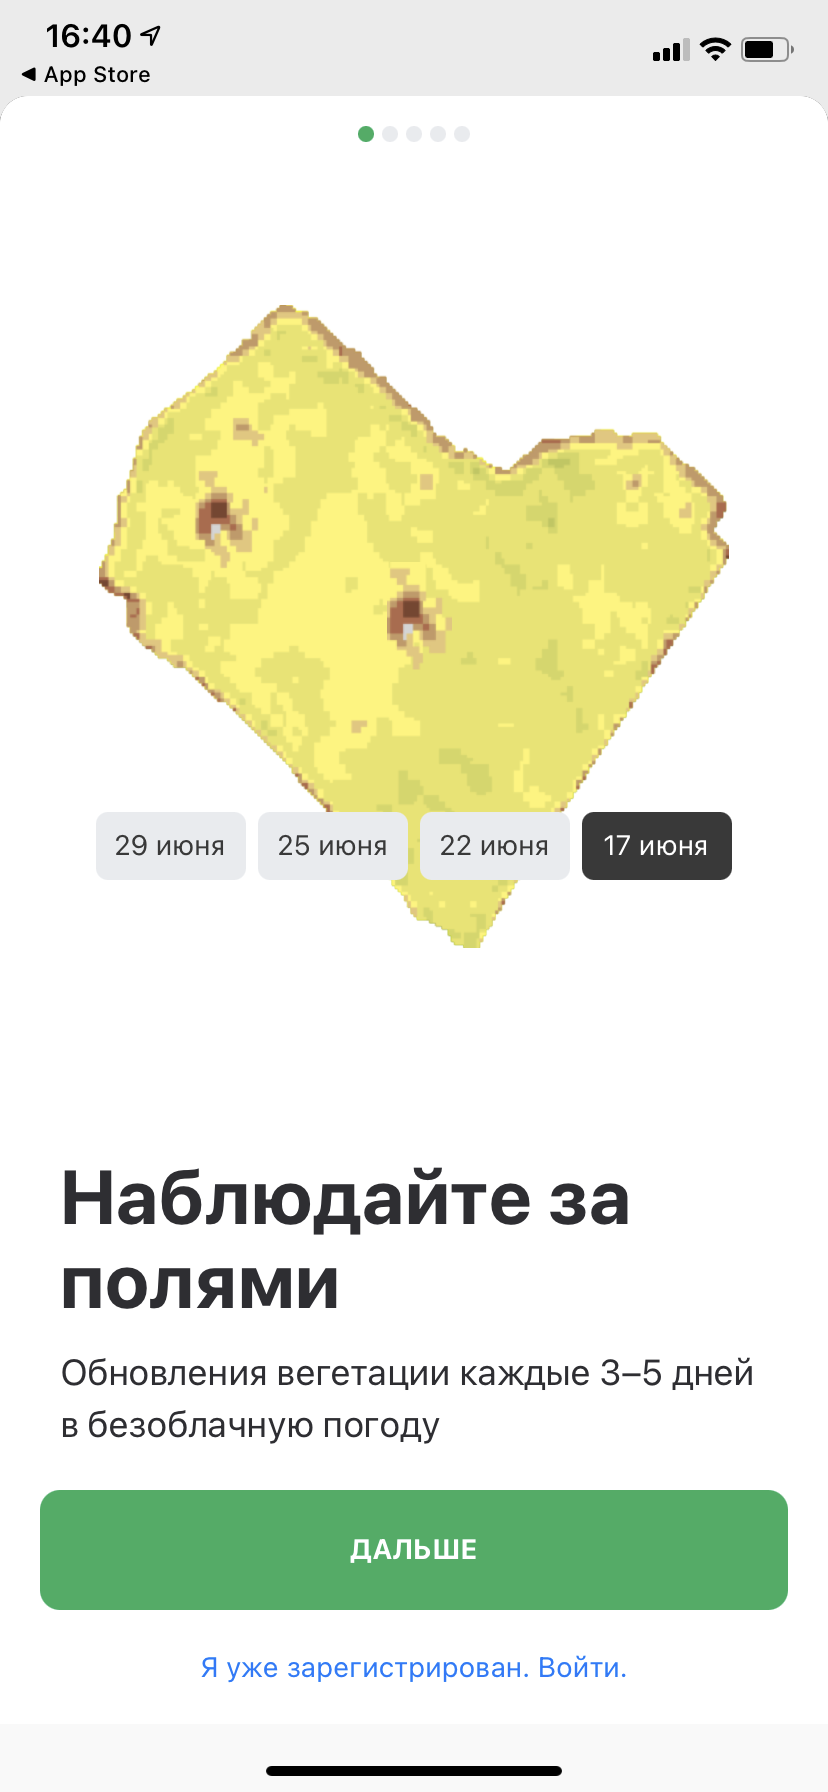 16:40
App Store
29 июня
25 июня
22 июня
17 июня
Наблюдайте за
полями
Обновления вегетации каждые 3–5 дней
в безоблачную погоду
ДАЛЬШЕ
Я уже зарегистрирован. Войти.